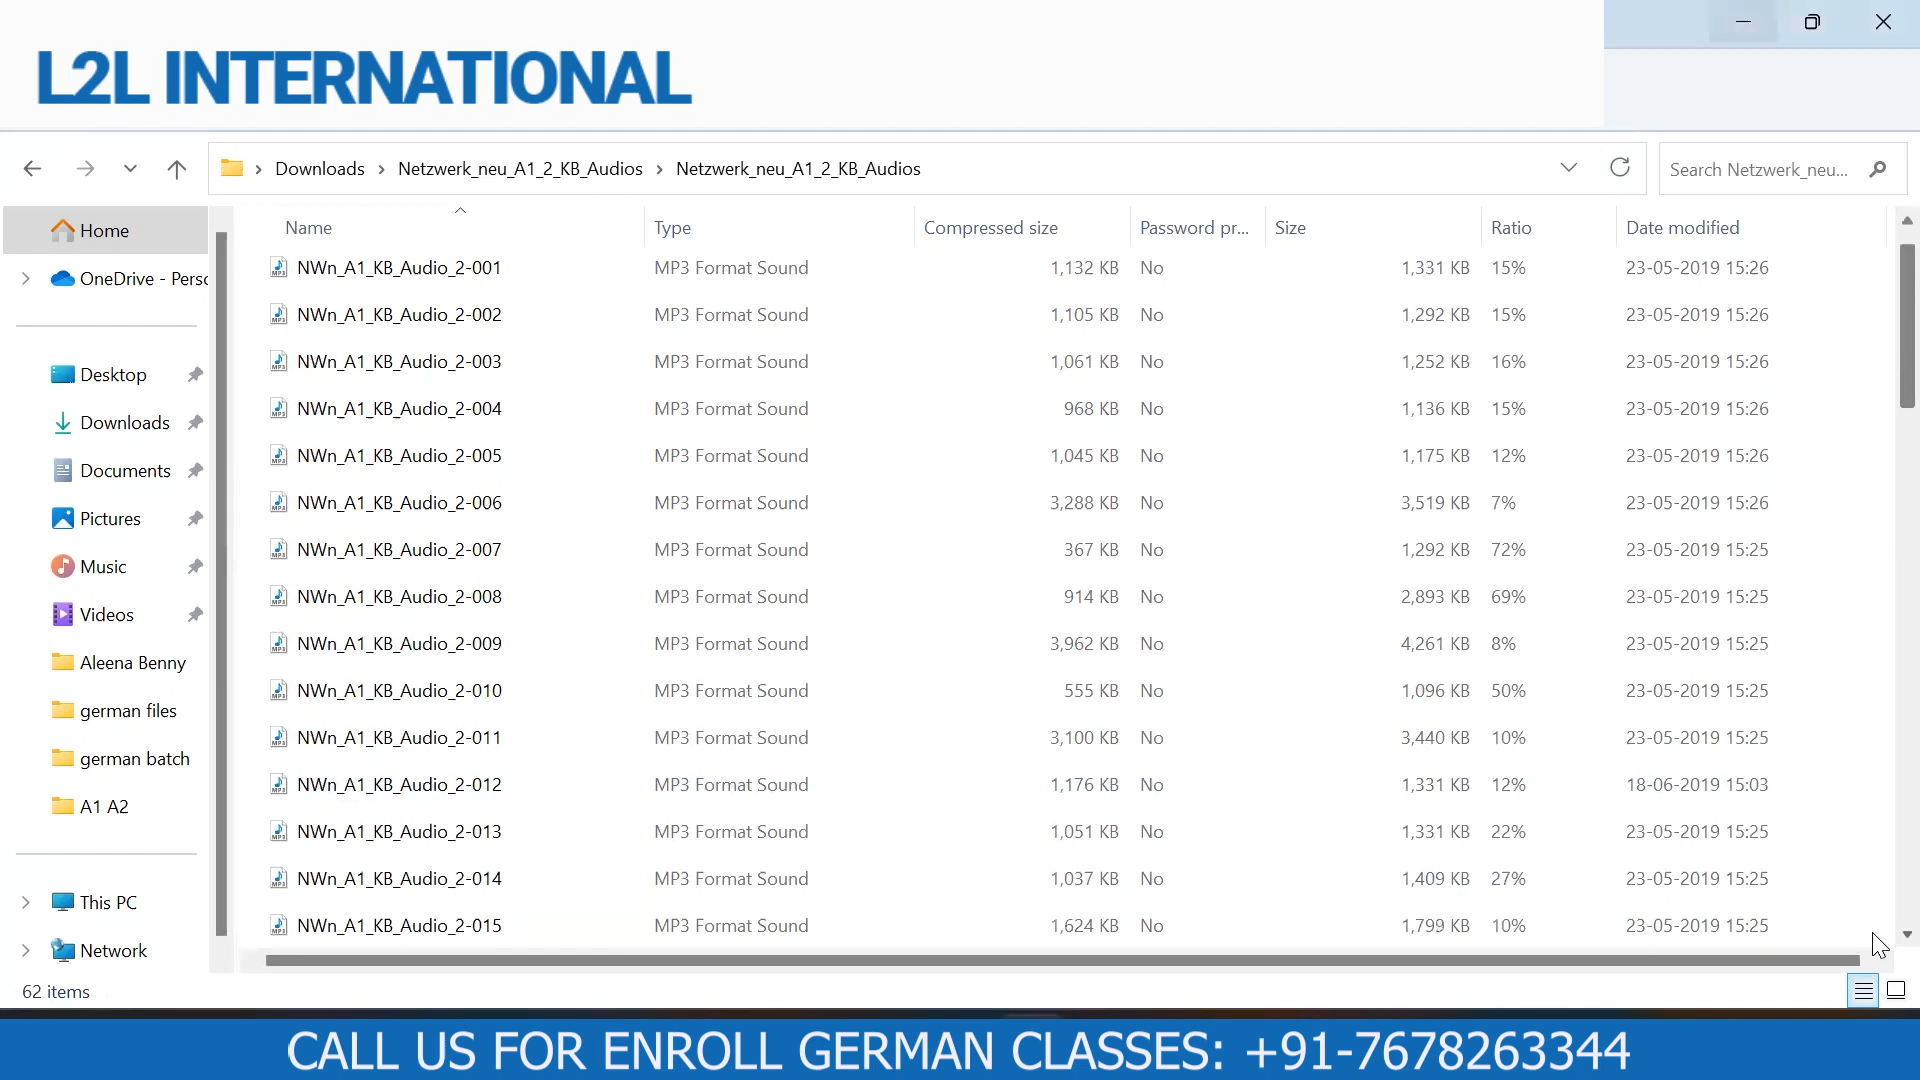 L2L INTERNATIONAL
Downloads > Netzwerk_neu_A1_2_KB_Audios > Netzwerk_neu_A1_2_KB_Audios
Search Netzwerk_neu...
Home
OneDrive - Perso
Desktop
Downloads
Documents
Pictures
Music
Videos
Aleena Benny
german files
german batch
A1 A2
This PC
Network
Name Type Compressed size Password pr... Size Ratio Date modified
NWn_A1_KB_Audio_2-001 MP3 Format Sound 1,132 KB No 1,331 KB 15% 23-05-2019 15:26
NWn_A1_KB_Audio_2-002 MP3 Format Sound 1,105 KB No 1,292 KB 15% 23-05-2019 15:26
NWn_A1_KB_Audio_2-003 MP3 Format Sound 1,061 KB No 1,252 KB 16% 23-05-2019 15:26
NWn_A1_KB_Audio_2-004 MP3 Format Sound 968 KB No 1,136 KB 15% 23-05-2019 15:26
NWn_A1_KB_Audio_2-005 MP3 Format Sound 1,045 KB No 1,175 KB 12% 23-05-2019 15:26
NWn_A1_KB_Audio_2-006 MP3 Format Sound 3,288 KB No 3,519 KB 7% 23-05-2019 15:26
NWn_A1_KB_Audio_2-007 MP3 Format Sound 367 KB No 1,292 KB 72% 23-05-2019 15:25
NWn_A1_KB_Audio_2-008 MP3 Format Sound 914 KB No 2,893 KB 69% 23-05-2019 15:25
NWn_A1_KB_Audio_2-009 MP3 Format Sound 3,962 KB No 4,261 KB 8% 23-05-2019 15:25
NWn_A1_KB_Audio_2-010 MP3 Format Sound 555 KB No 1,096 KB 50% 23-05-2019 15:25
NWn_A1_KB_Audio_2-011 MP3 Format Sound 3,100 KB No 3,440 KB 10% 23-05-2019 15:25
NWn_A1_KB_Audio_2-012 MP3 Format Sound 1,176 KB No 1,331 KB 12% 18-06-2019 15:03
NWn_A1_KB_Audio_2-013 MP3 Format Sound 1,051 KB No 1,331 KB 22% 23-05-2019 15:25
NWn_A1_KB_Audio_2-014 MP3 Format Sound 1,037 KB No 1,409 KB 27% 23-05-2019 15:25
NWn_A1_KB_Audio_2-015 MP3 Format Sound 1,624 KB No 1,799 KB 10% 23-05-2019 15:25
62 items
CALL US FOR ENROLL GERMAN CLASSES: +91-7678263344